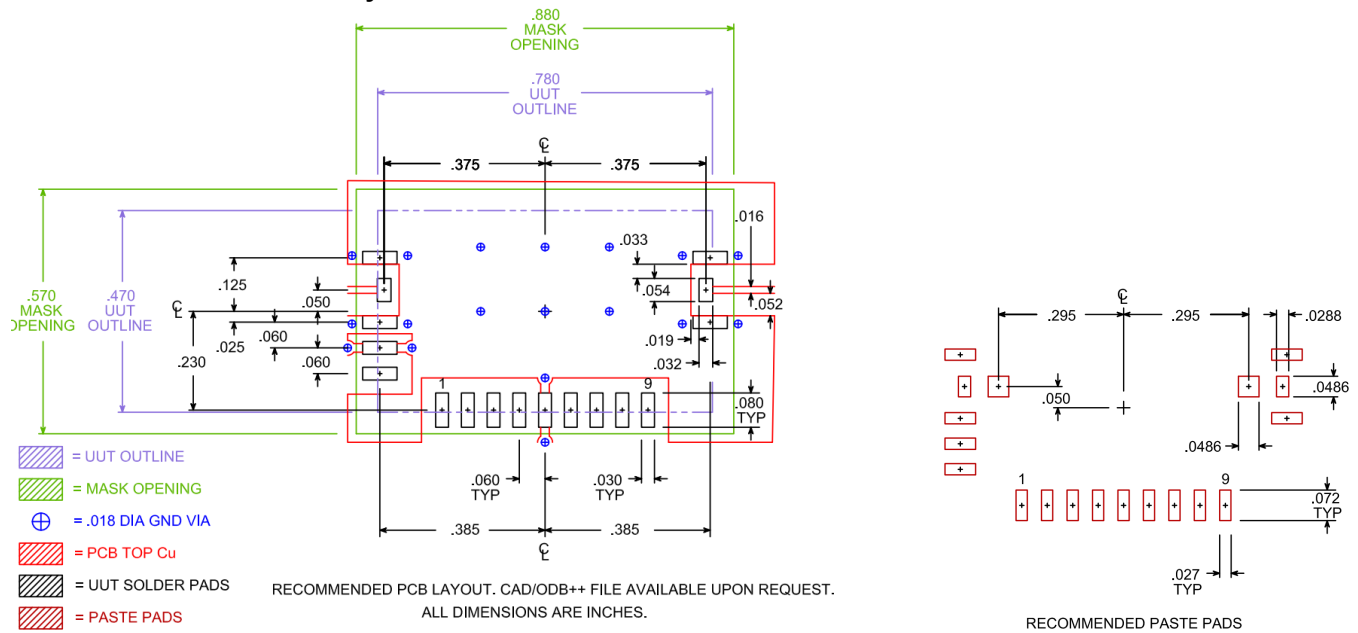 .880
MASK
OPENING
.780
UUT
OUTLINE
℄
.375
.375
.016
.033
.054
.052
.125
.050
℄
.570
MASK
OPENING
.470
UUT
OUTLINE
.025
.060
.060
.230
.019
.032
1
9
.080
TYP
.060
TYP
.030
TYP
.385
.385
℄
= UUT OUTLINE
= MASK OPENING
= .018 DIA GND VIA
= PCB TOP Cu
= UUT SOLDER PADS
= PASTE PADS
RECOMMENDED PCB LAYOUT. CAD/ODB++ FILE AVAILABLE UPON REQUEST.
ALL DIMENSIONS ARE INCHES.
℄
.295
.295
.0288
.050
.0486
.0486
1
9
.072
TYP
.027
TYP
RECOMMENDED PASTE PADS